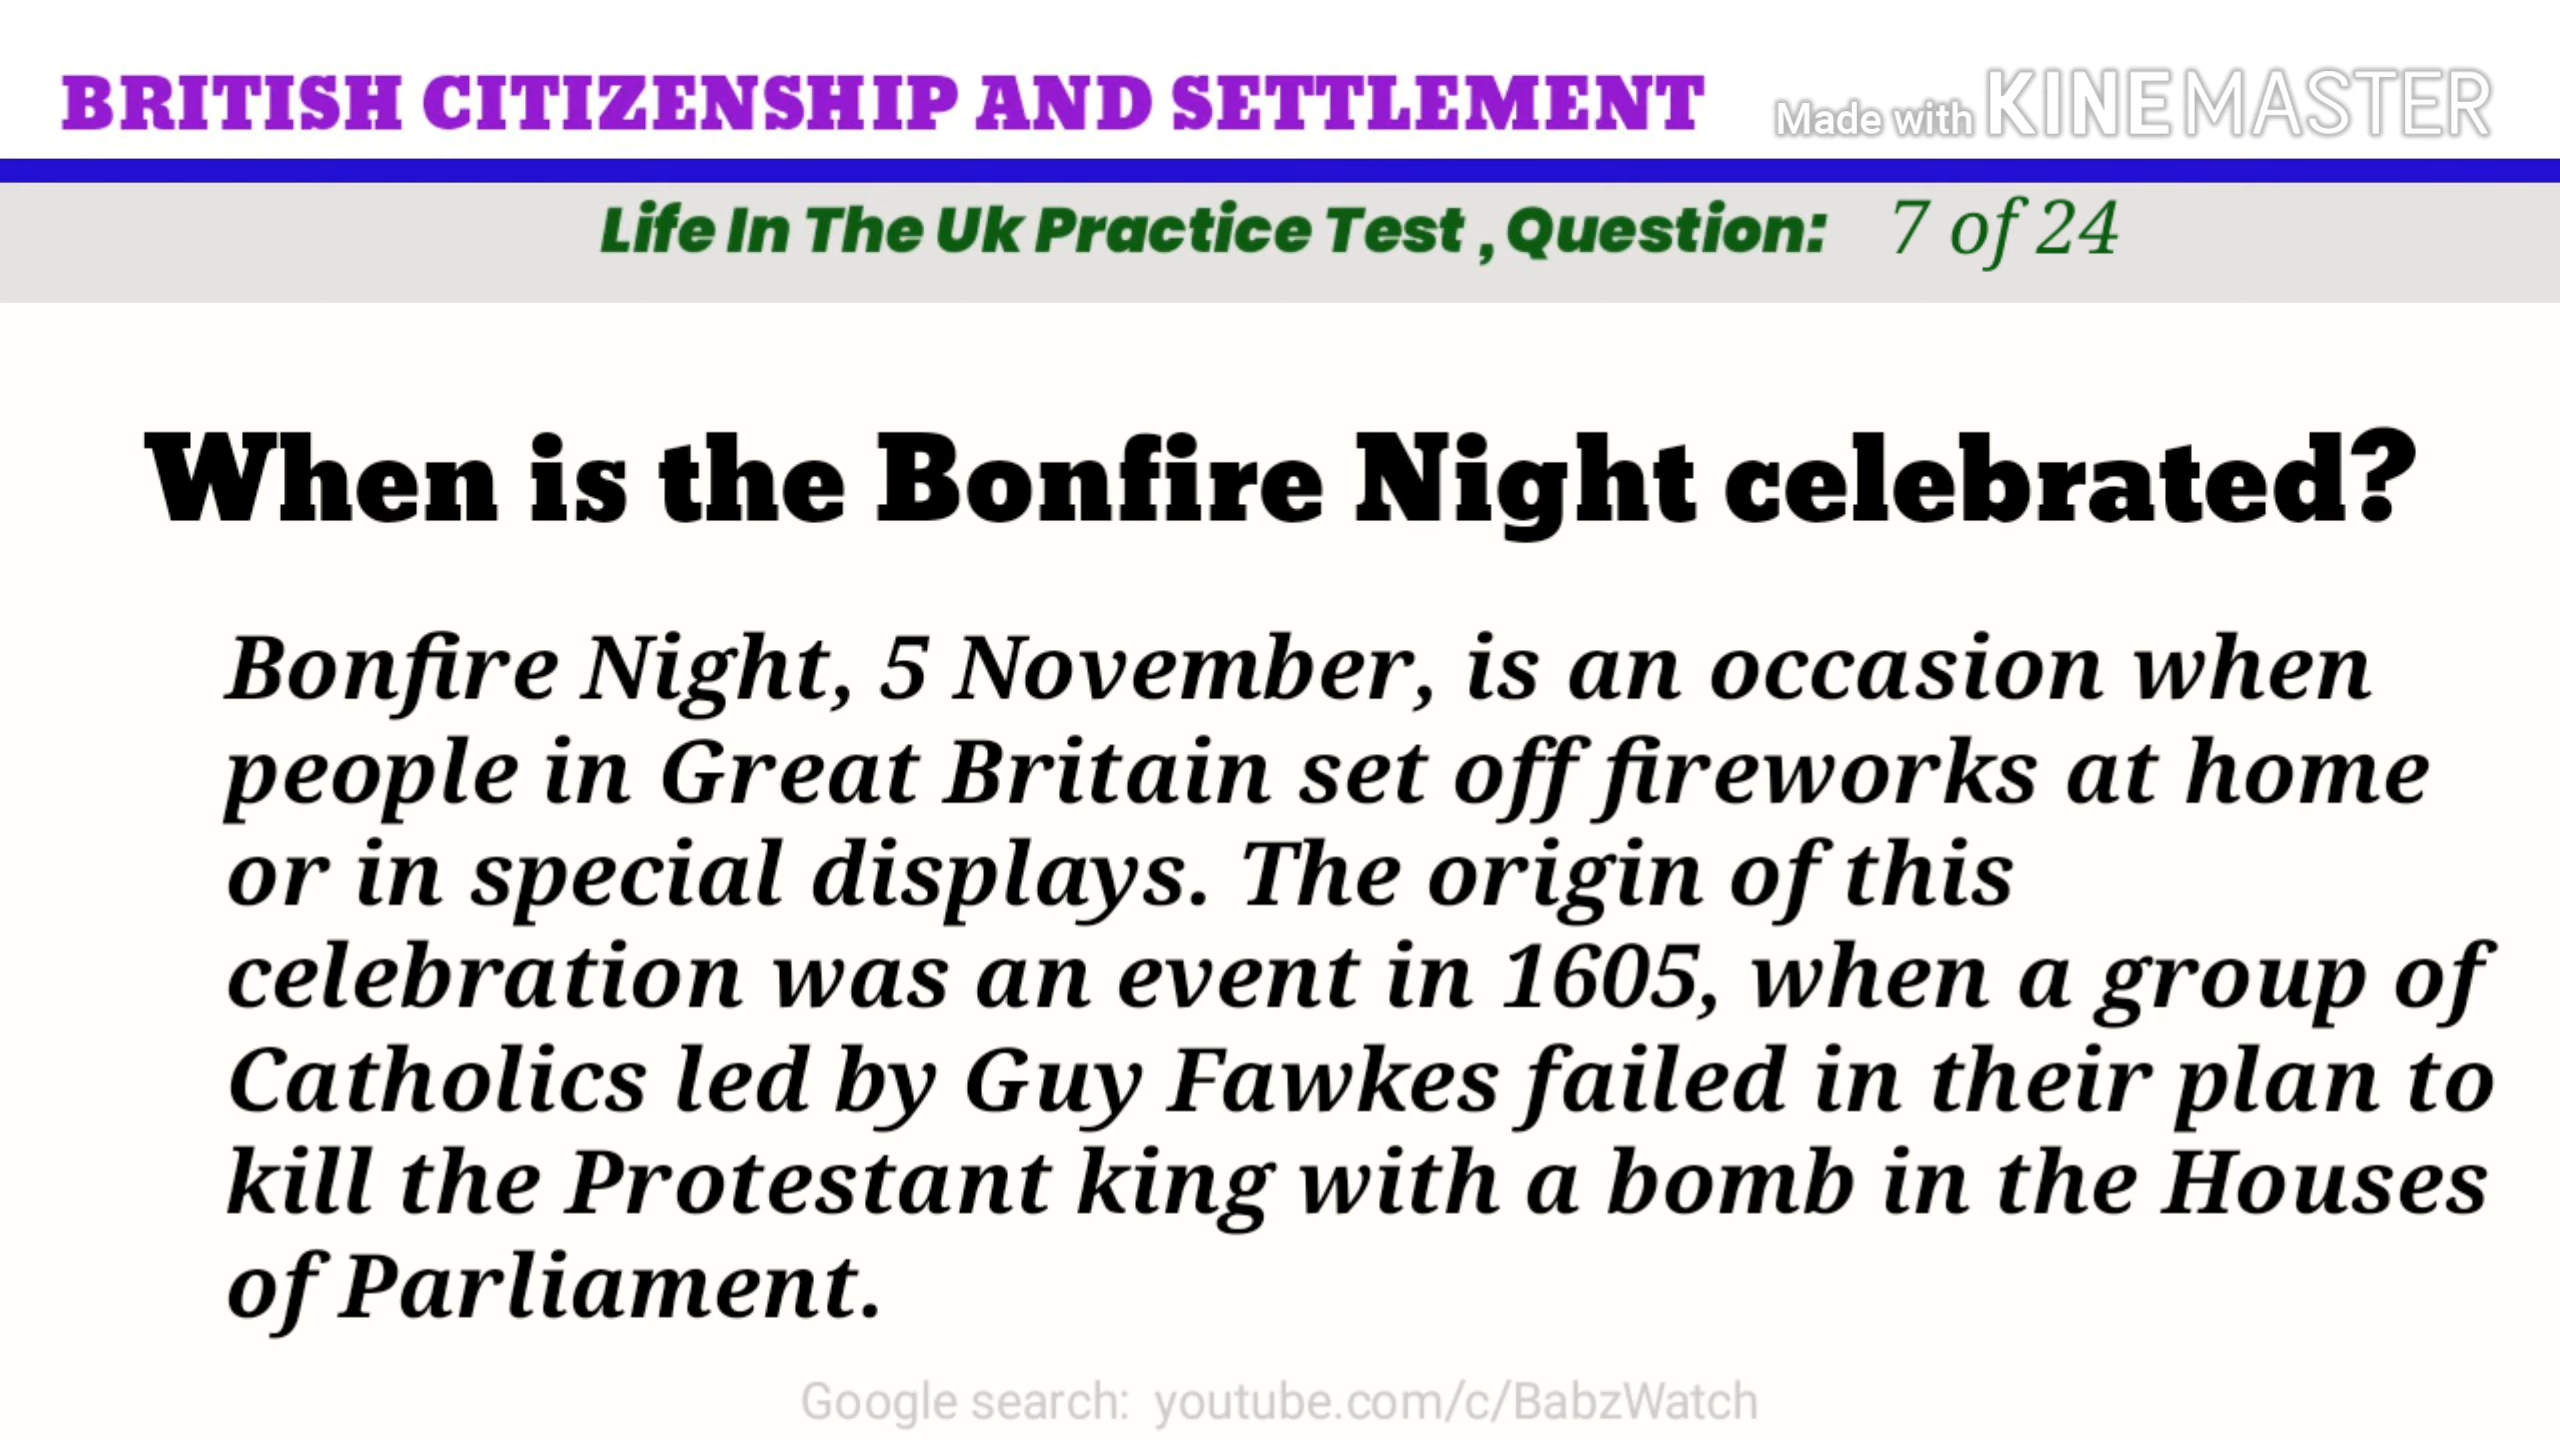 BRITISH CITIZENSHIP AND SETTLEMENT
Made with KINEMASTER
Life In The Uk Practice Test , Question: 7 of 24
When is the Bonfire Night celebrated?
Bonfire Night, 5 November, is an occasion when
people in Great Britain set off fireworks at home
or in special displays. The origin of this
celebration was an event in 1605, when a group of
Catholics led by Guy Fawkes failed in their plan to
kill the Protestant king with a bomb in the Houses
of Parliament.
Google search: youtube.com/c/BabzWatch